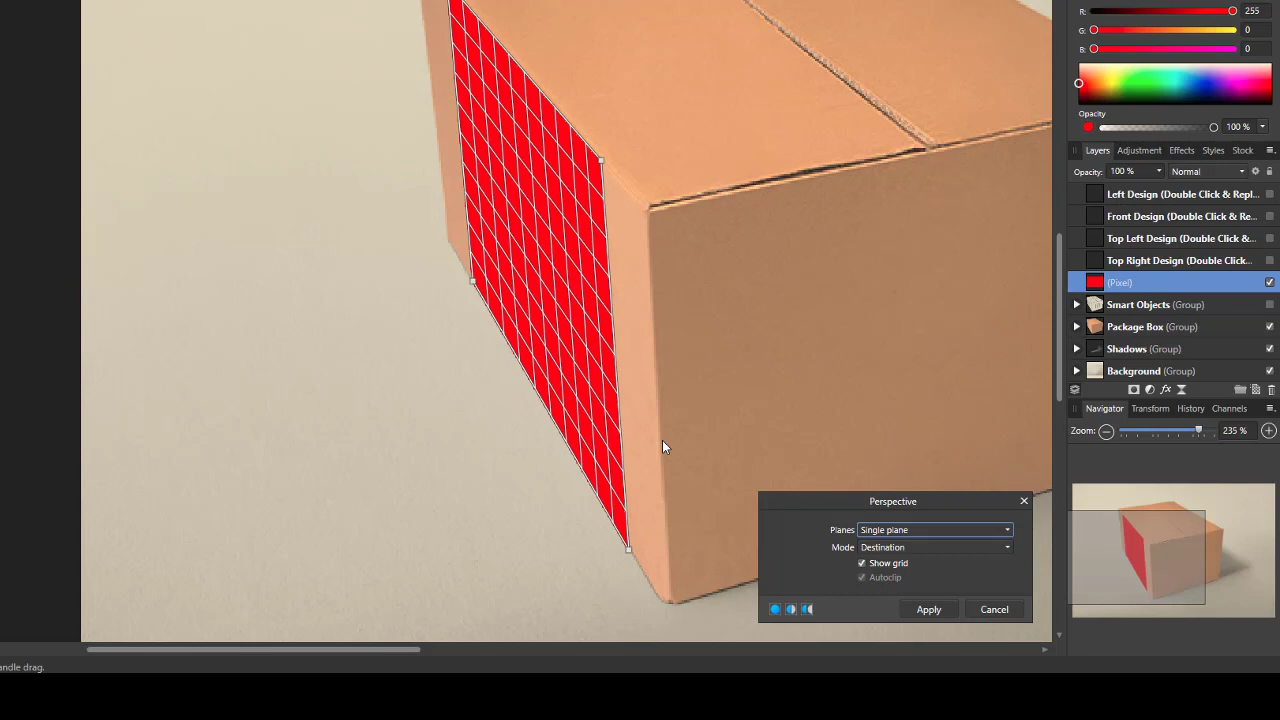 R:
255
G:
0
B:
0
Opacity
100 %
Layers Adjustment Effects Styles Stock
Opacity: 100 % Normal
Left Design (Double Click & Repl...
Front Design (Double Click & Re...
Top Left Design (Double Click &...
Top Right Design (Double Click...
(Pixel)
Smart Objects (Group)
Package Box (Group)
Shadows (Group)
Background (Group)
Navigator Transform History Channels
Zoom: 235 %
Perspective
Planes Single plane
Mode Destination
Show grid
Autoclip
Apply Cancel
andle drag.